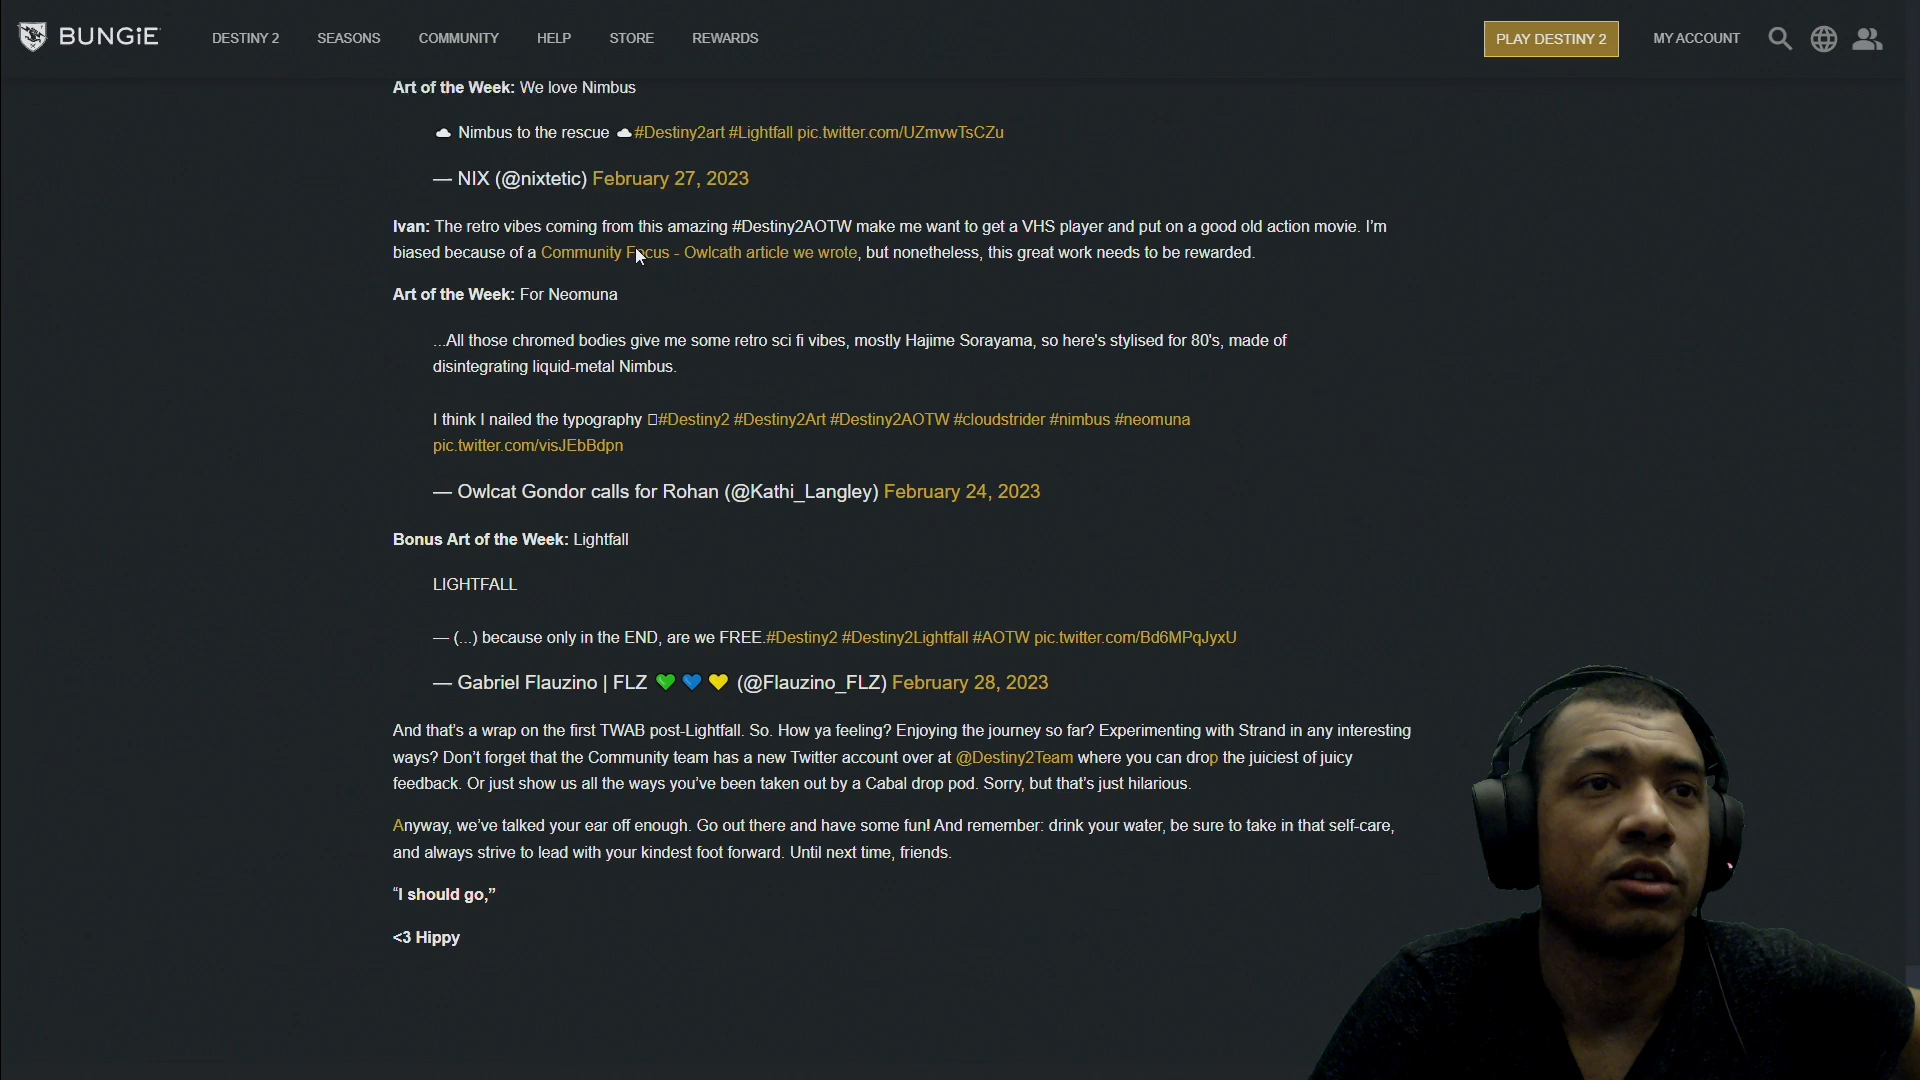 BUNGiE DESTINY 2 SEASONS COMMUNITY HELP STORE REWARDS PLAY DESTINY 2 MY ACCOUNT
Art of the Week: We love Nimbus
☁ Nimbus to the rescue ☁#Destiny2art #Lightfall pic.twitter.com/UZmvwTsCZu
— NIX (@nixtetic) February 27, 2023
Ivan: The retro vibes coming from this amazing #Destiny2AOTW make me want to get a VHS player and put on a good old action movie. I’m
biased because of a Community Focus - Owlcath article we wrote, but nonetheless, this great work needs to be rewarded.
Art of the Week: For Neomuna
...All those chromed bodies give me some retro sci fi vibes, mostly Hajime Sorayama, so here's stylised for 80's, made of
disintegrating liquid-metal Nimbus.
I think I nailed the typography #Destiny2 #Destiny2Art #Destiny2AOTW #cloudstrider #nimbus #neomuna
pic.twitter.com/visJEbBdpn
— Owlcat Gondor calls for Rohan (@Kathi_Langley) February 24, 2023
Bonus Art of the Week: Lightfall
LIGHTFALL
— (...) because only in the END, are we FREE.#Destiny2 #Destiny2Lightfall #AOTW pic.twitter.com/Bd6MPqJyxU
— Gabriel Flauzino | FLZ 💚 💙 💛 (@Flauzino_FLZ) February 28, 2023
And that’s a wrap on the first TWAB post-Lightfall. So. How ya feeling? Enjoying the journey so far? Experimenting with Strand in any interesting
ways? Don’t forget that the Community team has a new Twitter account over at @Destiny2Team where you can drop the juiciest of juicy
feedback. Or just show us all the ways you’ve been taken out by a Cabal drop pod. Sorry, but that’s just hilarious.
Anyway, we’ve talked your ear off enough. Go out there and have some fun! And remember: drink your water, be sure to take in that self-care,
and always strive to lead with your kindest foot forward. Until next time, friends.
“I should go,”
<3 Hippy